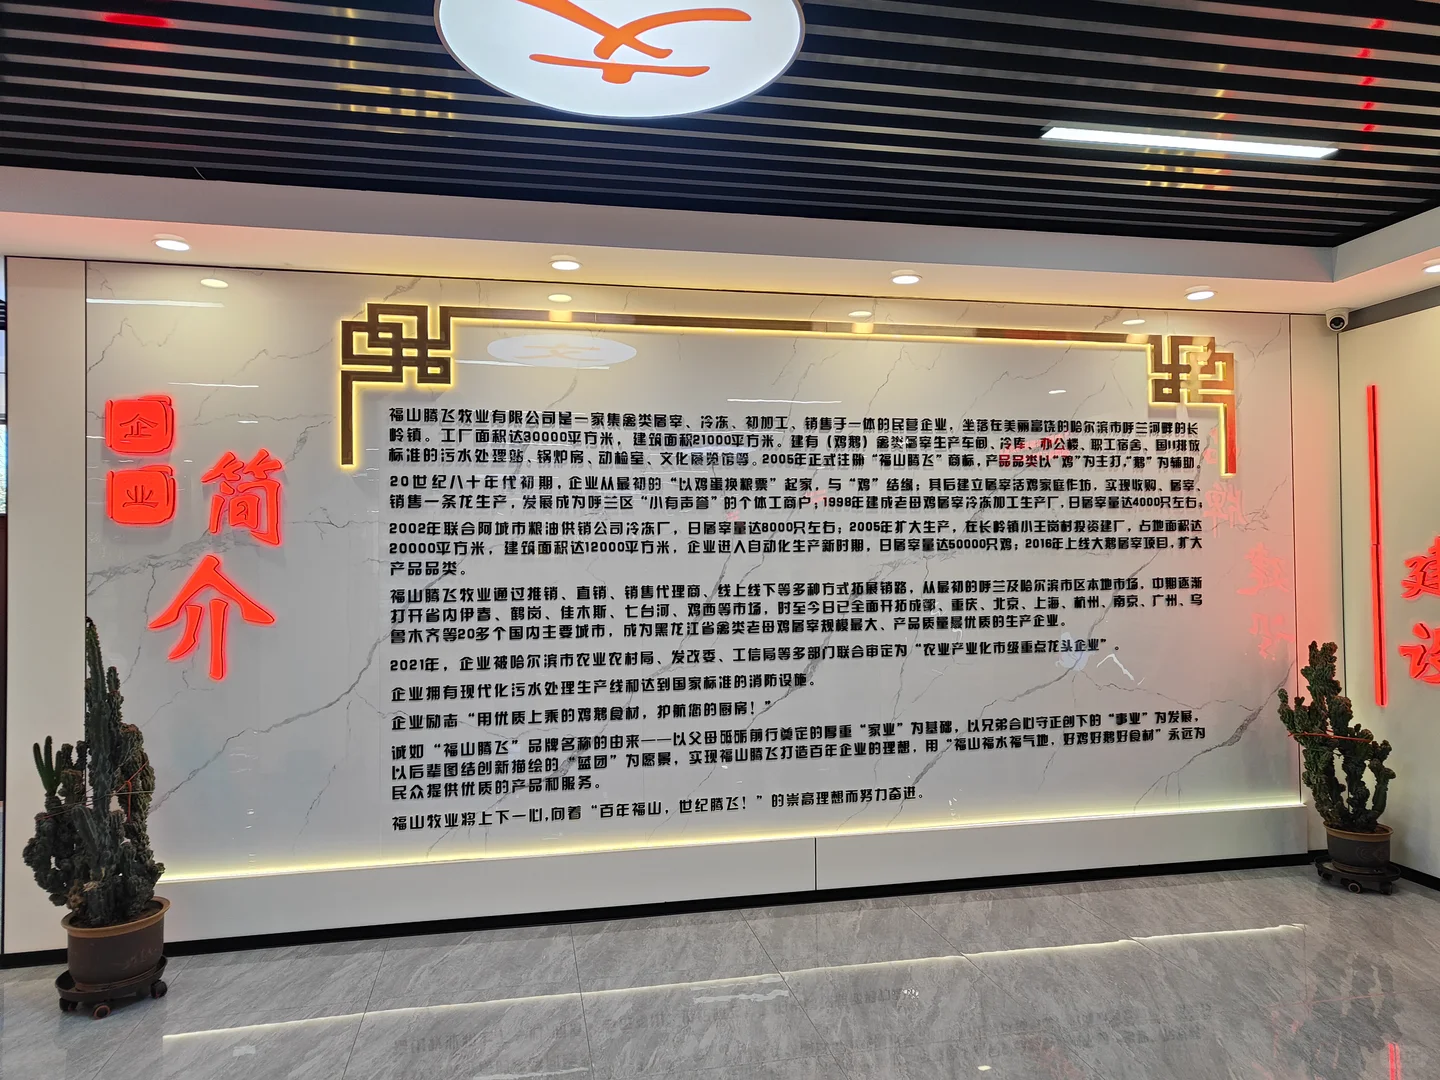 企业
简介
福山腾飞牧业有限公司是一家集禽类屠宰、冷冻、初加工、销售于一体的民营企业，坐落在美丽富饶的哈尔滨市呼兰河畔的长
岭镇。工厂面积达30000平方米，建筑面积21000平方米。建有（鸡鹅）禽类屠宰生产车间、冷库、办公楼、职工宿舍、国III排放
标准的污水处理站、锅炉房、动检室、文化展览馆等。2005年正式注册“福山腾飞”商标，产品品类以“鸡”为主打，“鹅”为辅助。
20世纪八十年代初期，企业从最初的“以鸡蛋换粮票”起家，与“鸡”结缘；其后建立屠宰活鸡家庭作坊，实现收购、屠宰、
销售一条龙生产，发展成为呼兰区“小有声誉”的个体工商户；1998年建成老母鸡屠宰冷冻加工生产厂，日屠宰量达4000只左右。
2002年联合阿城市粮油供销公司冷冻厂，日屠宰量达8000只左右；2005年扩大生产，在长岭镇小王岗村投资建厂，占地面积达
20000平方米，建筑面积达12000平方米，企业进入自动化生产新时期，日屠宰量达50000只鸡；2016年上线大鹅屠宰项目，扩大
产品品类。
福山腾飞牧业通过推销、直销、销售代理商、线上线下等多种方式拓展销路，从最初的呼兰及哈尔滨市区本地市场，中期逐渐
打开省内伊春、鹤岗、佳木斯、七台河、鸡西等市场，时至今日已全面开拓成都、重庆、北京、上海、杭州、南京、广州、乌
鲁木齐等20多个国内主要城市，成为黑龙江省禽类老母鸡屠宰规模最大、产品质量最优质的生产企业。
2021年，企业被哈尔滨市农业农村局、发改委、工信局等多部门联合审定为“农业产业化市级重点龙头企业”。
企业拥有现代化污水处理生产线和达到国家标准的消防设施。
企业励志“用优质上乘的鸡鹅食材，护航您的厨房！”
诚如“福山腾飞”品牌名称的由来——以父母砥砺前行奠定的厚重“家业”为基础，以兄弟合心守正创下的“事业”为发展，
以后辈图结创新描绘的“蓝图”为愿景，实现福山腾飞打造百年企业的理想，用“福山福水福气地，好鸡好鹅好食材”永远为
民众提供优质的产品和服务。
福山牧业将上下一心,向着“百年福山，世纪腾飞！”的崇高理想而努力奋进。
建设